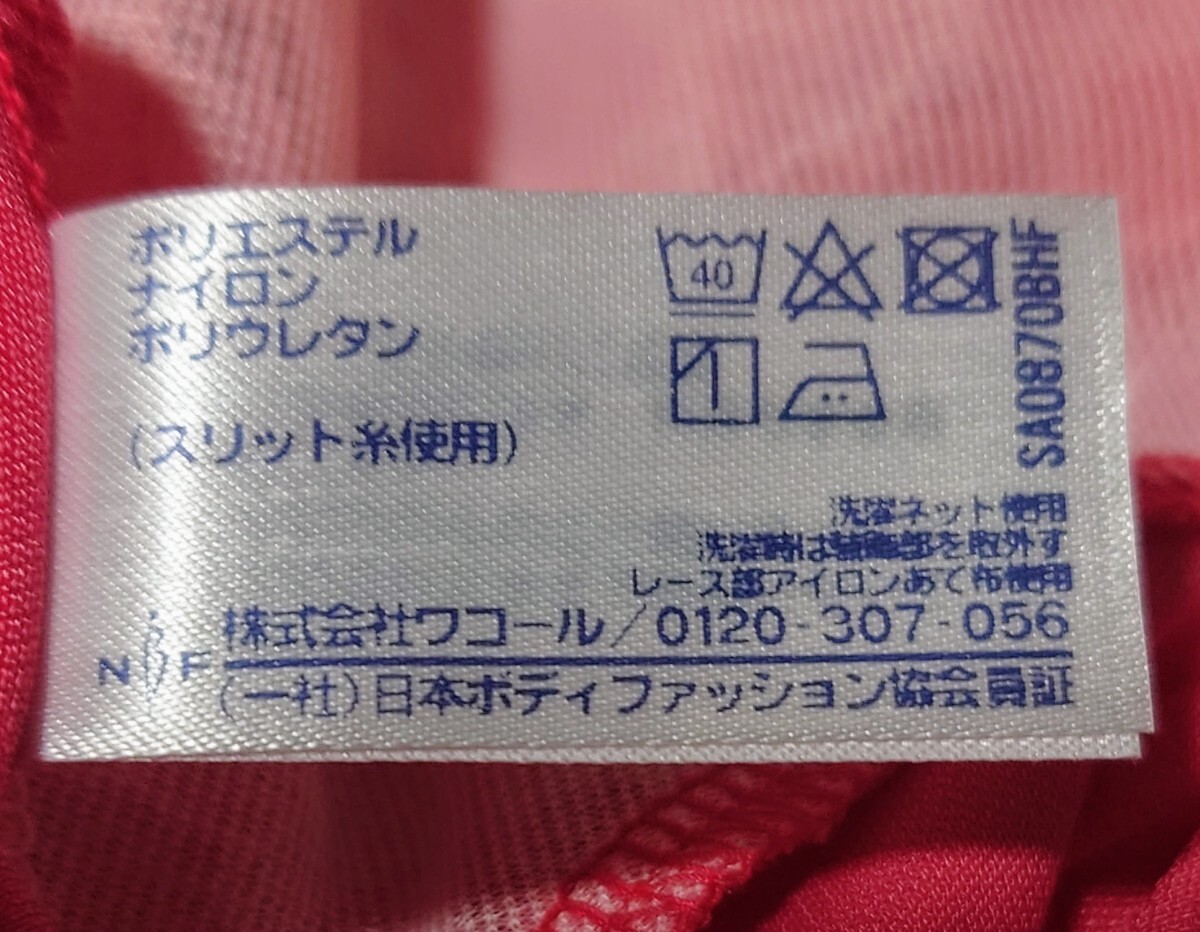 ポリエステル
ナイロン
ポリウレタン
(スリット糸使用)
40
SA0870BHF
洗濯ネット使用
洗濯時は装飾部を取外す
レース部アイロンあて布使用
株式会社ワコール/0120-307-056
NBF
(一社)日本ボディファッション協会員証